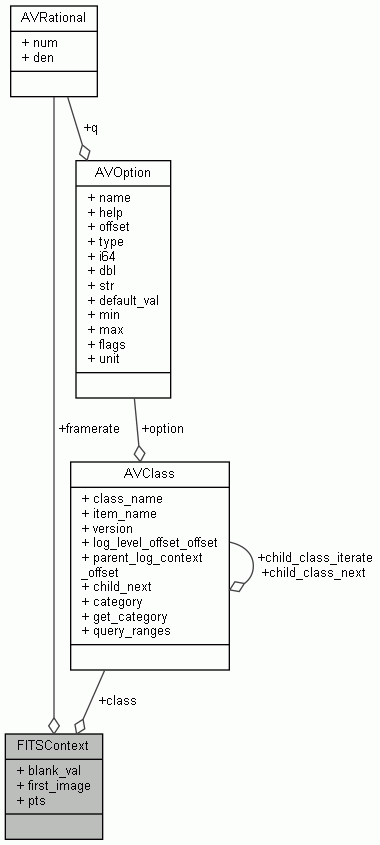 AVRational
+ num
+ den
+q
AVOption
+ name
+ help
+ offset
+ type
+ i64
+ dbl
+ str
+ default_val
+ min
+ max
+ flags
+ unit
+framerate
+option
AVClass
+ class_name
+ item_name
+ version
+ log_level_offset_offset
+ parent_log_context
_offset
+ child_next
+ category
+ get_category
+ query_ranges
+child_class_iterate
+child_class_next
+class
FITSContext
+ blank_val
+ first_image
+ pts